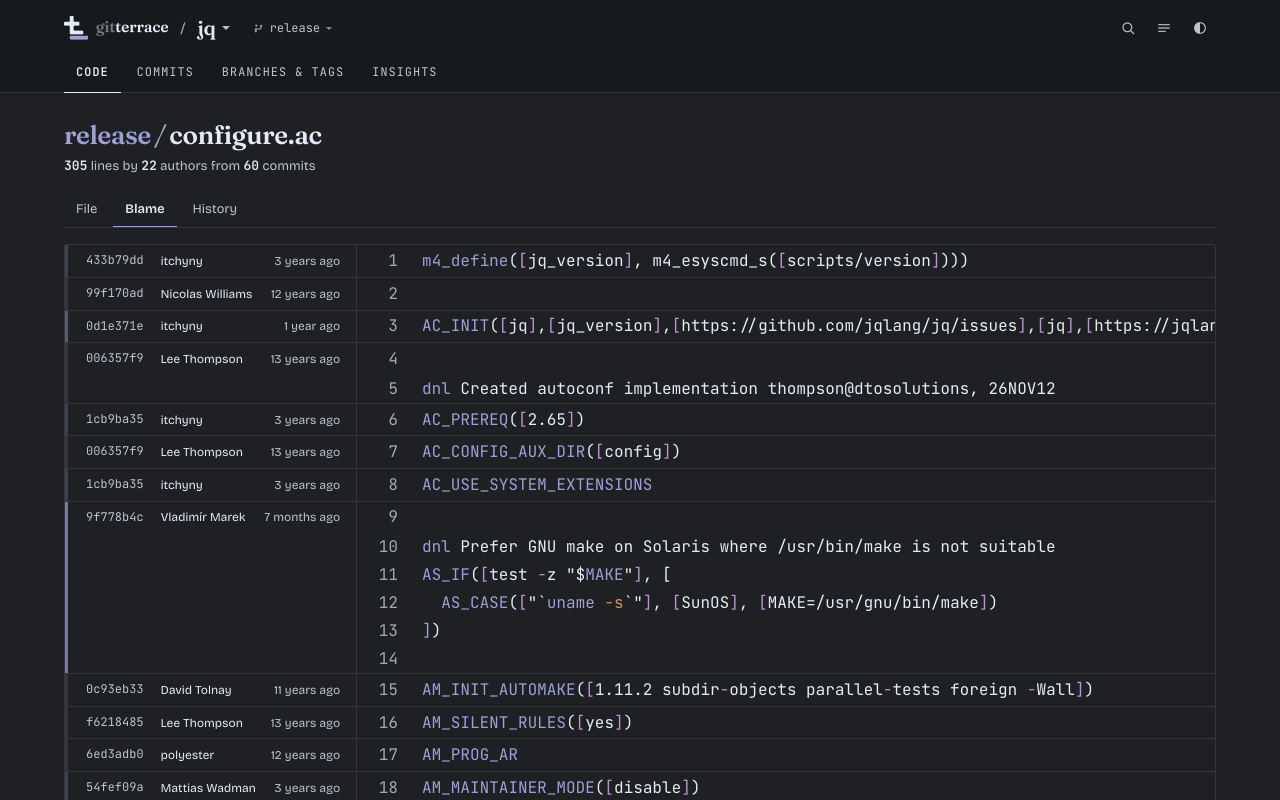 gitterrace / jq release
CODE COMMITS BRANCHES & TAGS INSIGHTS
release/configure.ac
305 lines by 22 authors from 60 commits
File Blame History
433b79dd itchyny 3 years ago 1 m4_define([jq_version], m4_esyscmd_s([scripts/version])))
99f170ad Nicolas Williams 12 years ago 2
0d1e371e itchyny 1 year ago 3 AC_INIT([jq],[jq_version],[https://github.com/jqlang/jq/issues],[jq],[https://jqlan
006357f9 Lee Thompson 13 years ago 4
5 dnl Created autoconf implementation thompson@dtosolutions, 26NOV12
1cb9ba35 itchyny 3 years ago 6 AC_PREREQ([2.65])
006357f9 Lee Thompson 13 years ago 7 AC_CONFIG_AUX_DIR([config])
1cb9ba35 itchyny 3 years ago 8 AC_USE_SYSTEM_EXTENSIONS
9f778b4c Vladimír Marek 7 months ago 9
10 dnl Prefer GNU make on Solaris where /usr/bin/make is not suitable
11 AS_IF([test -z "$MAKE"], [
12   AS_CASE(["`uname -s`"], [SunOS], [MAKE=/usr/gnu/bin/make])
13 ])
14
0c93eb33 David Tolnay 11 years ago 15 AM_INIT_AUTOMAKE([1.11.2 subdir-objects parallel-tests foreign -Wall])
f6218485 Lee Thompson 13 years ago 16 AM_SILENT_RULES([yes])
6ed3adb0 polyester 12 years ago 17 AM_PROG_AR
54fef09a Mattias Wadman 3 years ago 18 AM_MAINTAINER_MODE([disable])